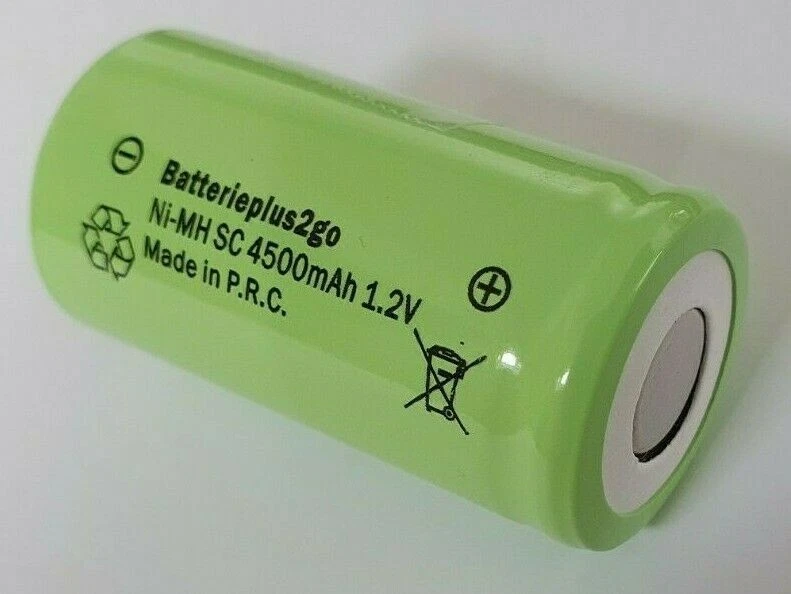 Batterieplus2go
Ni-MH SC 4500mAh 1.2V
Made in P.R.C.